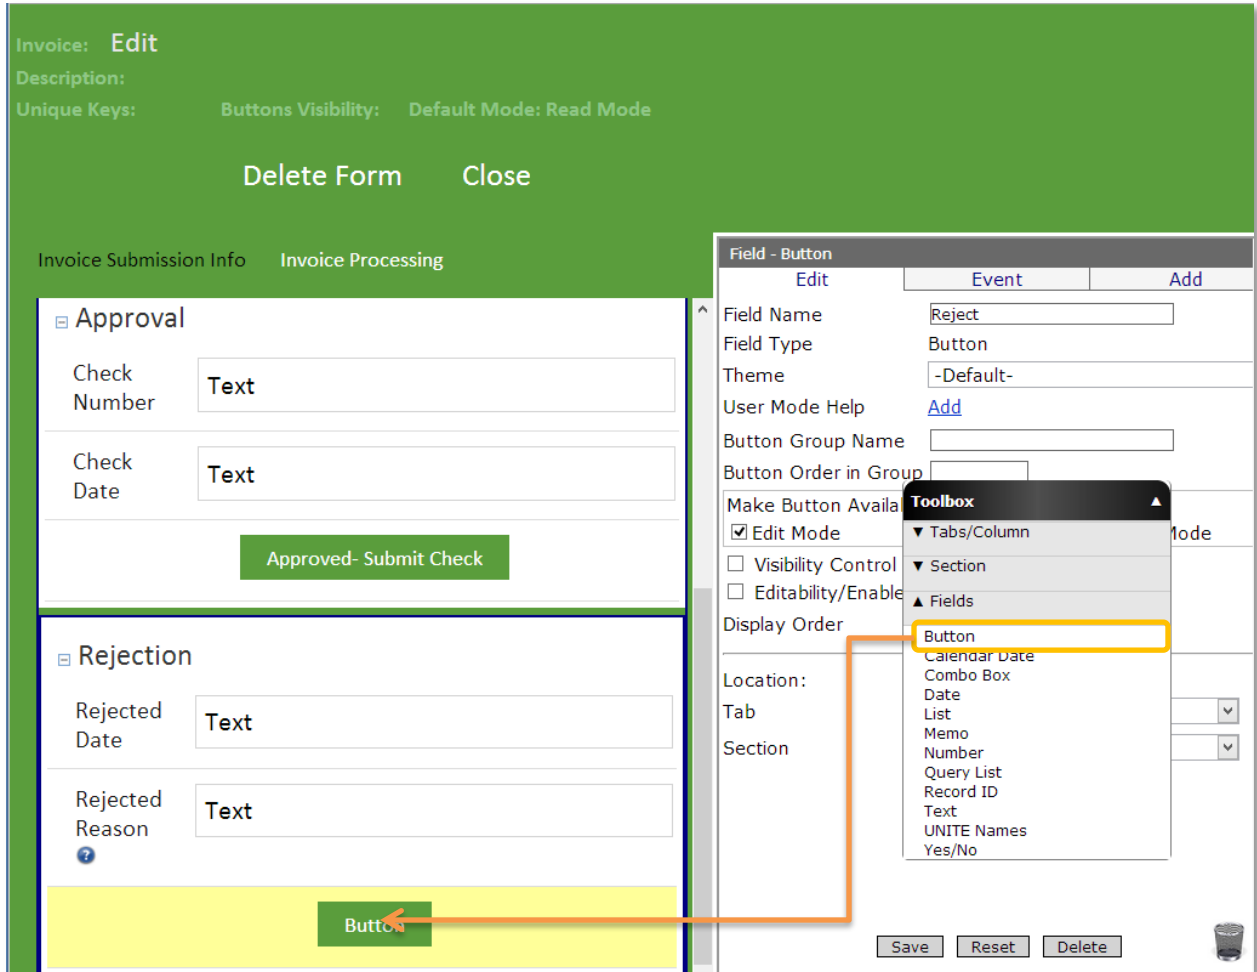 Invoice: Edit
Description:
Unique Keys: Buttons Visibility: Default Mode: Read Mode
Delete Form Close
Invoice Submission Info Invoice Processing
Approval
Check
Number
Text
Check
Date
Text
Approved- Submit Check
Rejection
Rejected
Date
Text
Rejected
Reason
?
Text
Button
Field - Button
Edit Event Add
Field Name Reject
Field Type Button
Theme -Default-
User Mode Help Add
Button Group Name
Button Order in Group
Make Button Availa
Edit Mode
Mode
Visibility Control
Editability/Enable
Display Order
Location:
Tab
Section
Toolbox
Tabs/Column
Section
Fields
Button
Calendar Date
Combo Box
Date
List
Memo
Number
Query List
Record ID
Text
UNITE Names
Yes/No
Save Reset Delete